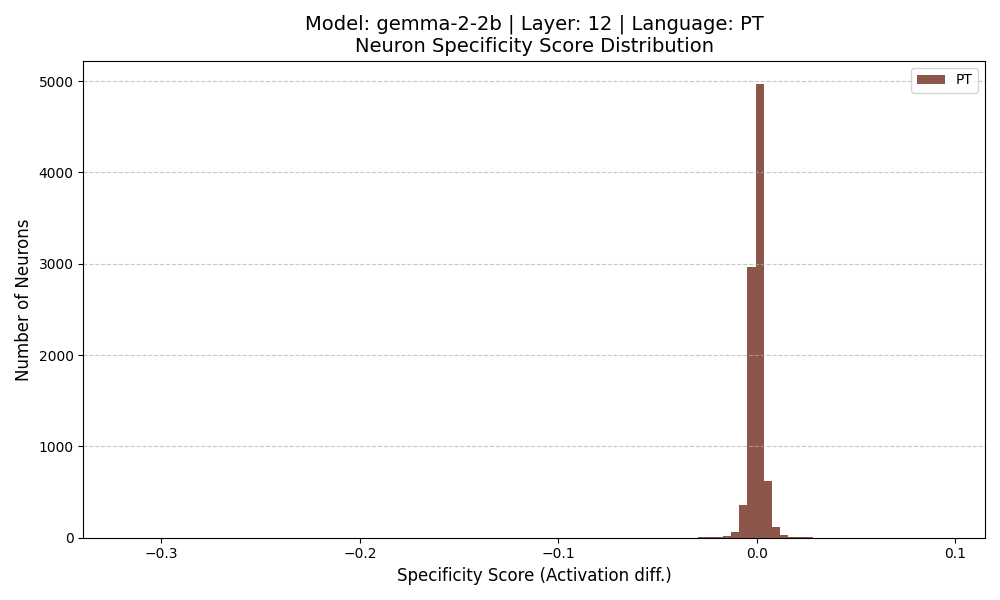 Model: gemma-2-2b | Layer: 12 | Language: PT
Neuron Specificity Score Distribution
PT
5000
4000
3000
2000
1000
0
Number of Neurons
−0.3
−0.2
−0.1
0.0
0.1
Specificity Score (Activation diff.)